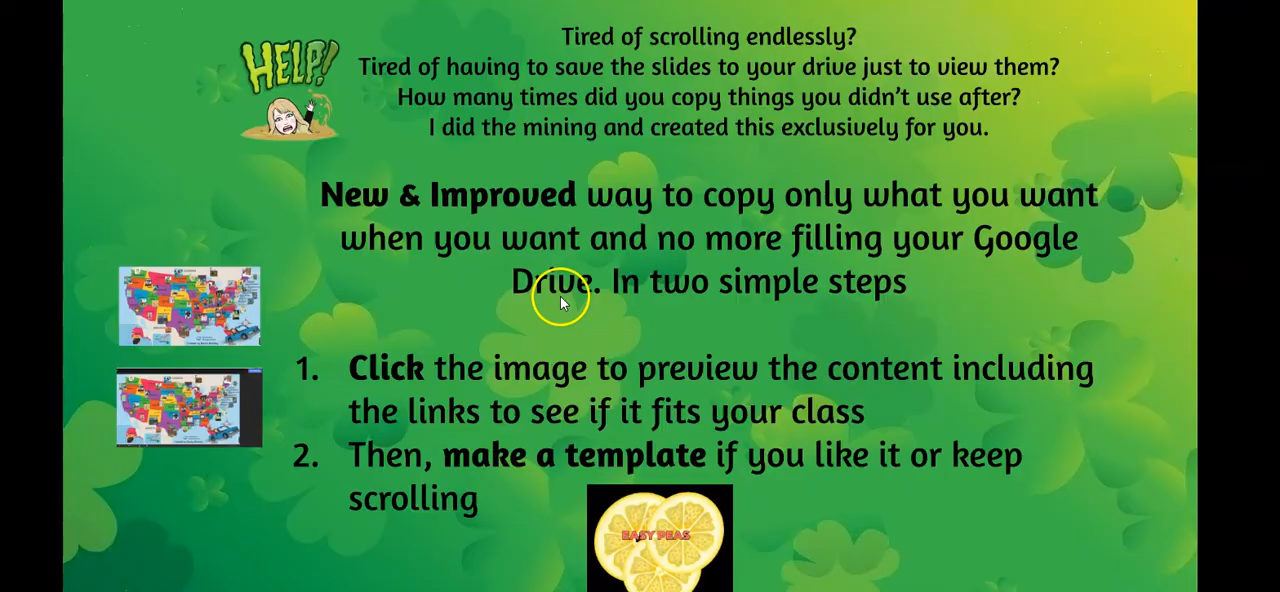 HELP!
Tired of scrolling endlessly?
Tired of having to save the slides to your drive just to view them?
How many times did you copy things you didn't use after?
I did the mining and created this exclusively for you.
New & Improved way to copy only what you want
when you want and no more filling your Google
Drive. In two simple steps
1. Click the image to preview the content including
the links to see if it fits your class
2. Then, make a template if you like it or keep
scrolling
EASY PEAS